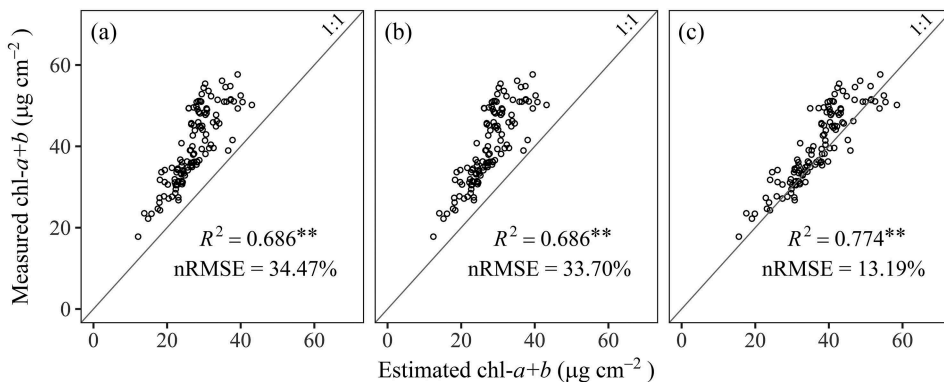 Measured chl-a+b (µg cm⁻²)
60
40
20
0
(a)
1:1
R² = 0.686**
nRMSE = 34.47%
0 20 40 60
(b)
1:1
R² = 0.686**
nRMSE = 33.70%
0 20 40 60
(c)
1:1
R² = 0.774**
nRMSE = 13.19%
0 20 40 60
Estimated chl-a+b (µg cm⁻²)